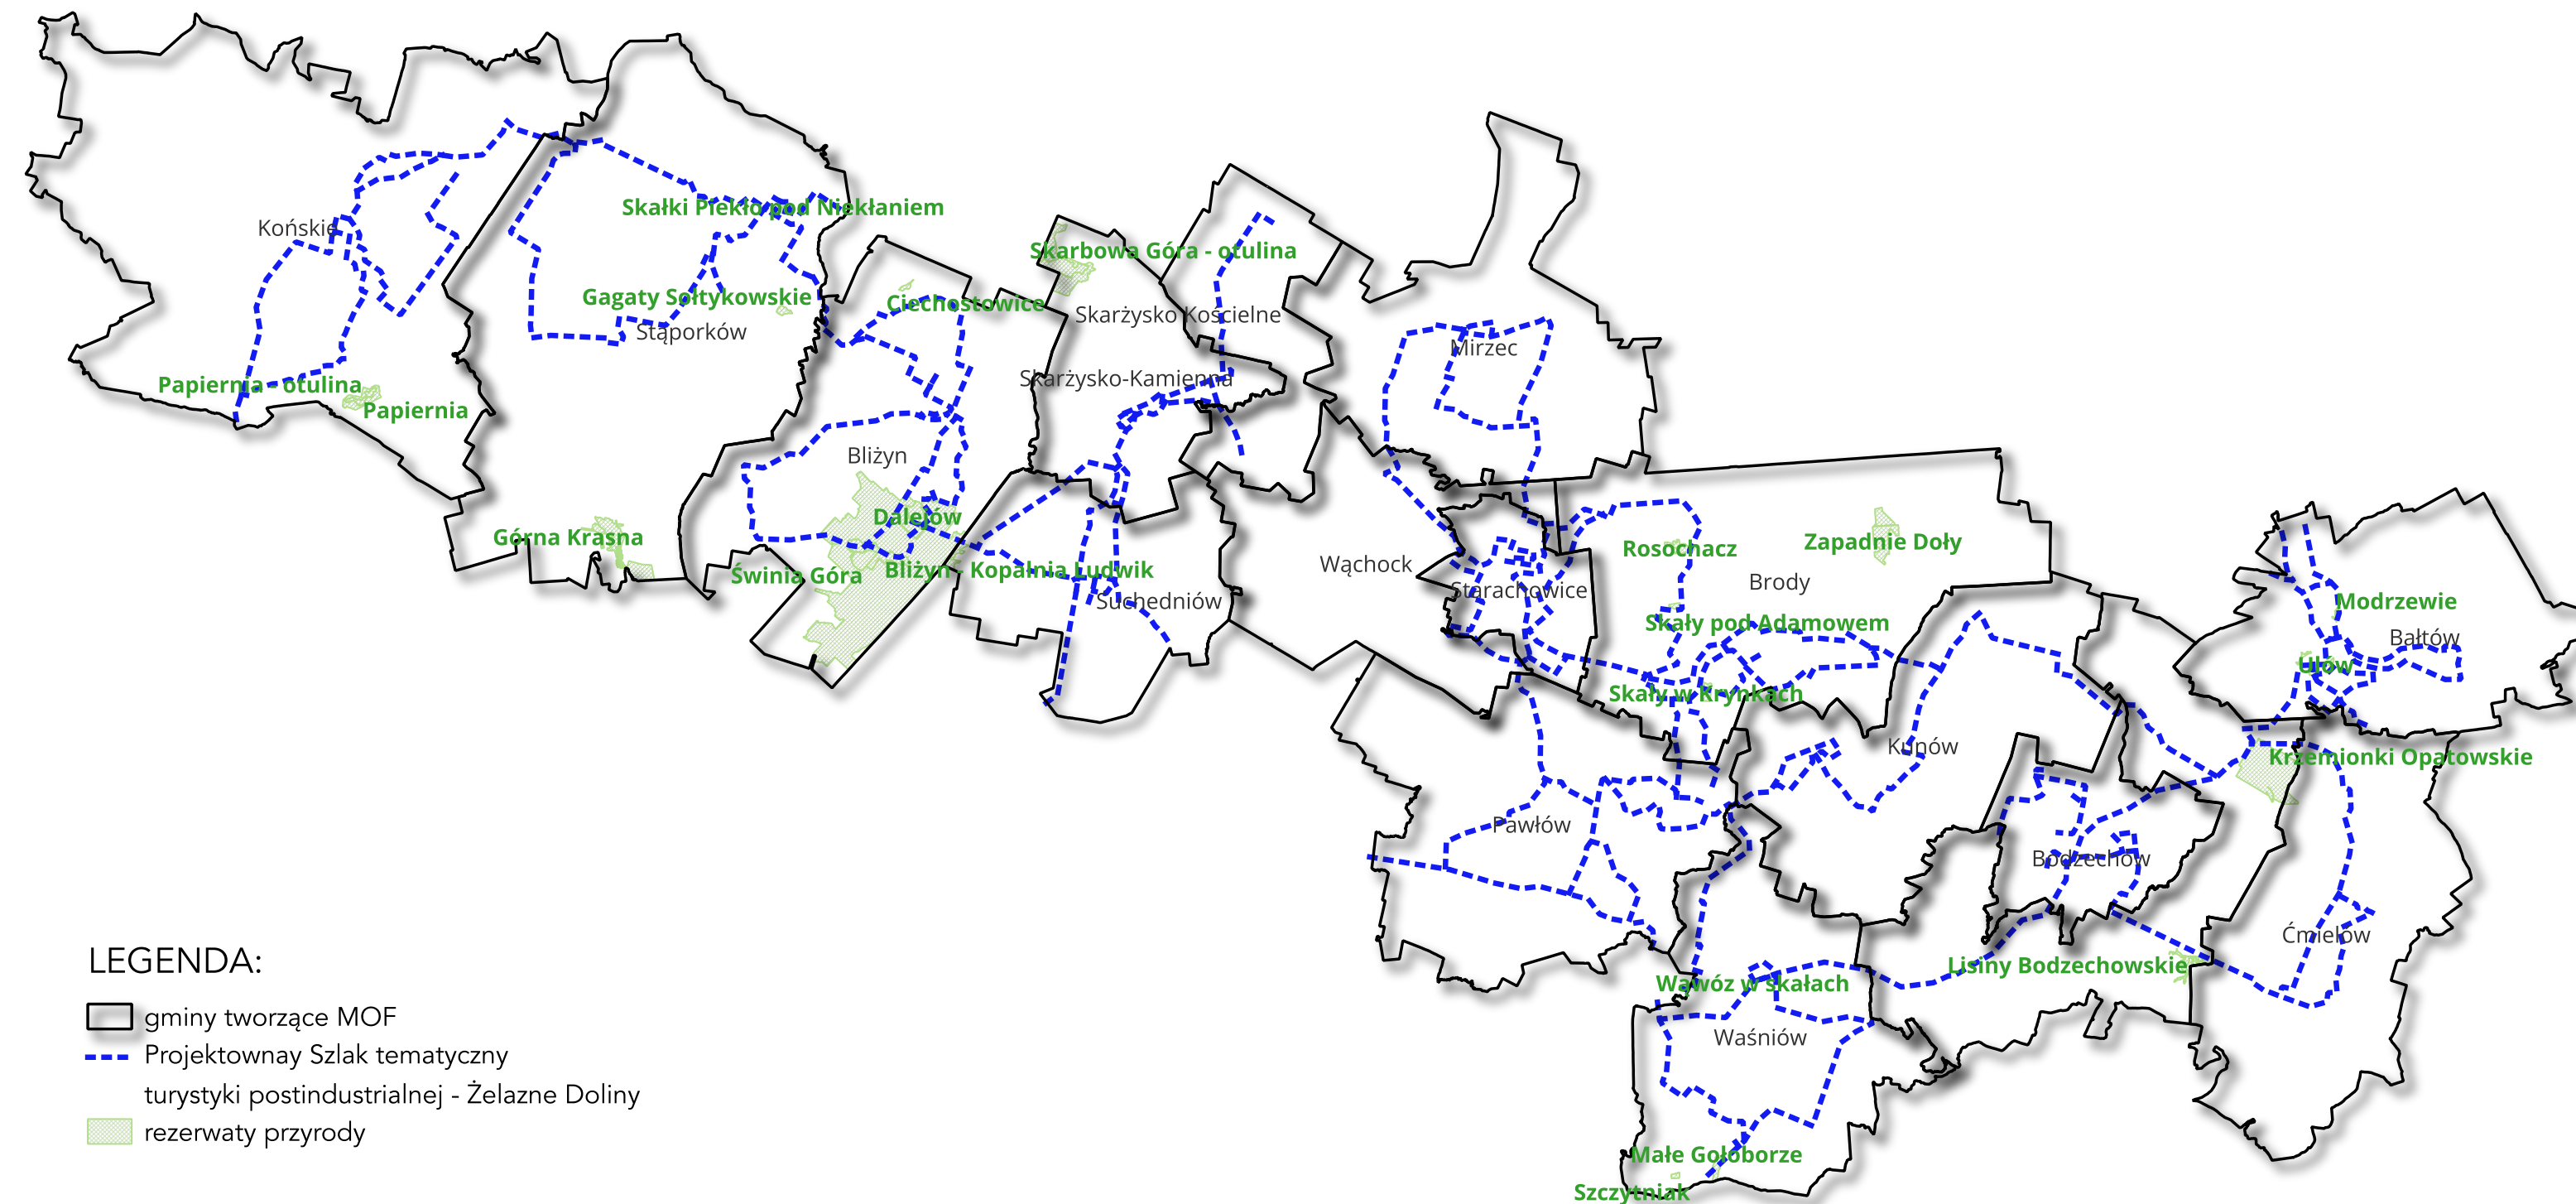 Skałki Piekło pod Niekłaniem
Końskie
Skarbowa Góra - otulina
Gagaty Sołtykowskie
Ciechostowice
Skarżysko Kościelne
Stąporków
Mirzec
Skarżysko-Kamienna
Papiernia - otulina
Papiernia
Bliżyn
Dalejów
Górna Krasna
Rosochacz
Zapadnie Doły
Wąchock
Świnia Góra
Bliżyn - Kopalnia Ludwik
Brody
Starachowice
Suchedniów
Modrzewie
Skały pod Adamowem
Bałtów
Ulów
Skały w Krynkach
Kunów
Krzemionki Opatowskie
Pawłów
Bodzechów
Ćmielów
Lisiny Bodzechowskie
Wąwóz w skałach
Waśniów
Małe Gołoborze
Szczytniak
LEGENDA:
gminy tworzące MOF
Projektownay Szlak tematyczny
turystyki postindustrialnej - Żelazne Doliny
rezerwaty przyrody